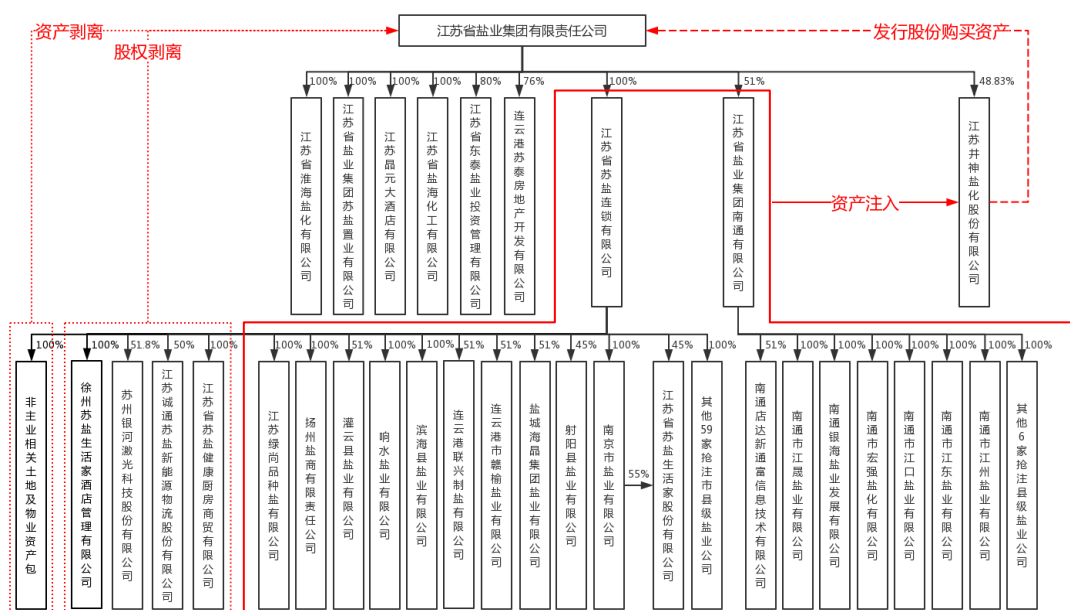 江苏省盐业集团有限责任公司
资产剥离
股权剥离
发行股份购买资产
100%
100%
100%
100%
80%
76%
100%
51%
48.83%
江苏省淮海盐化有限公司
江苏省盐业集团苏盐置业有限公司
江苏晶元大酒店有限公司
江苏省盐海化工有限公司
江苏省东泰盐业投资管理有限公司
连云港苏泰房地产开发有限公司
江苏省苏盐连锁有限公司
江苏省盐业集团南通有限公司
江苏井神盐化股份有限公司
资产注入
100%
100%
51.8%
50%
100%
100%
100%
51%
100%
100%
51%
51%
51%
45%
100%
45%
100%
51%
100%
100%
100%
100%
100%
100%
100%
非主业相关土地及物业资产包
徐州苏盐生活家酒店管理有限公司
苏州银河激光科技股份有限公司
江苏诚通苏盐新能源物流股份有限公司
江苏省苏盐健康厨房商贸有限公司
江苏绿尚品种盐有限公司
扬州盐商有限责任公司
灌云县盐业有限公司
响水盐业有限公司
滨海县盐业有限公司
连云港联兴制盐有限公司
连云港市赣榆盐业有限公司
盐城海晶集团盐业有限公司
射阳县盐业有限公司
南京市盐业有限公司
55%
江苏省苏盐生活家股份有限公司
其他59家抢注市县级盐业公司
南通店达新通富信息技术有限公司
南通市江晟盐业有限公司
南通银海盐业发展有限公司
南通市宏强盐化有限公司
南通市江口盐业有限公司
南通市江东盐业有限公司
南通市江州盐业有限公司
其他6家抢注县级盐业公司